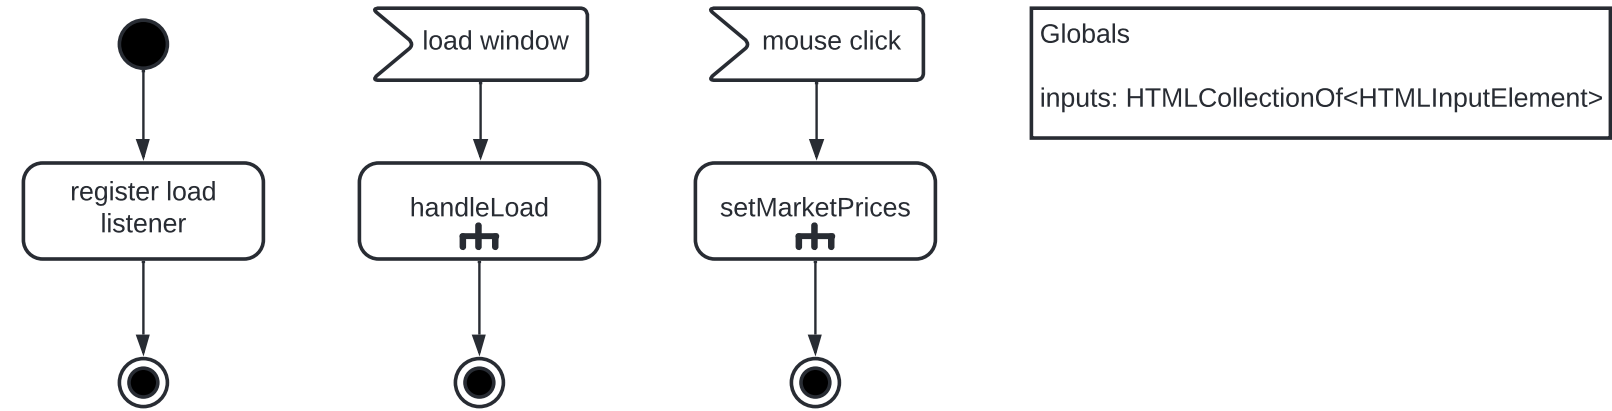 register load
listener
load window
handleLoad
mouse click
setMarketPrices
Globals
inputs: HTMLCollectionOf<HTMLInputElement>